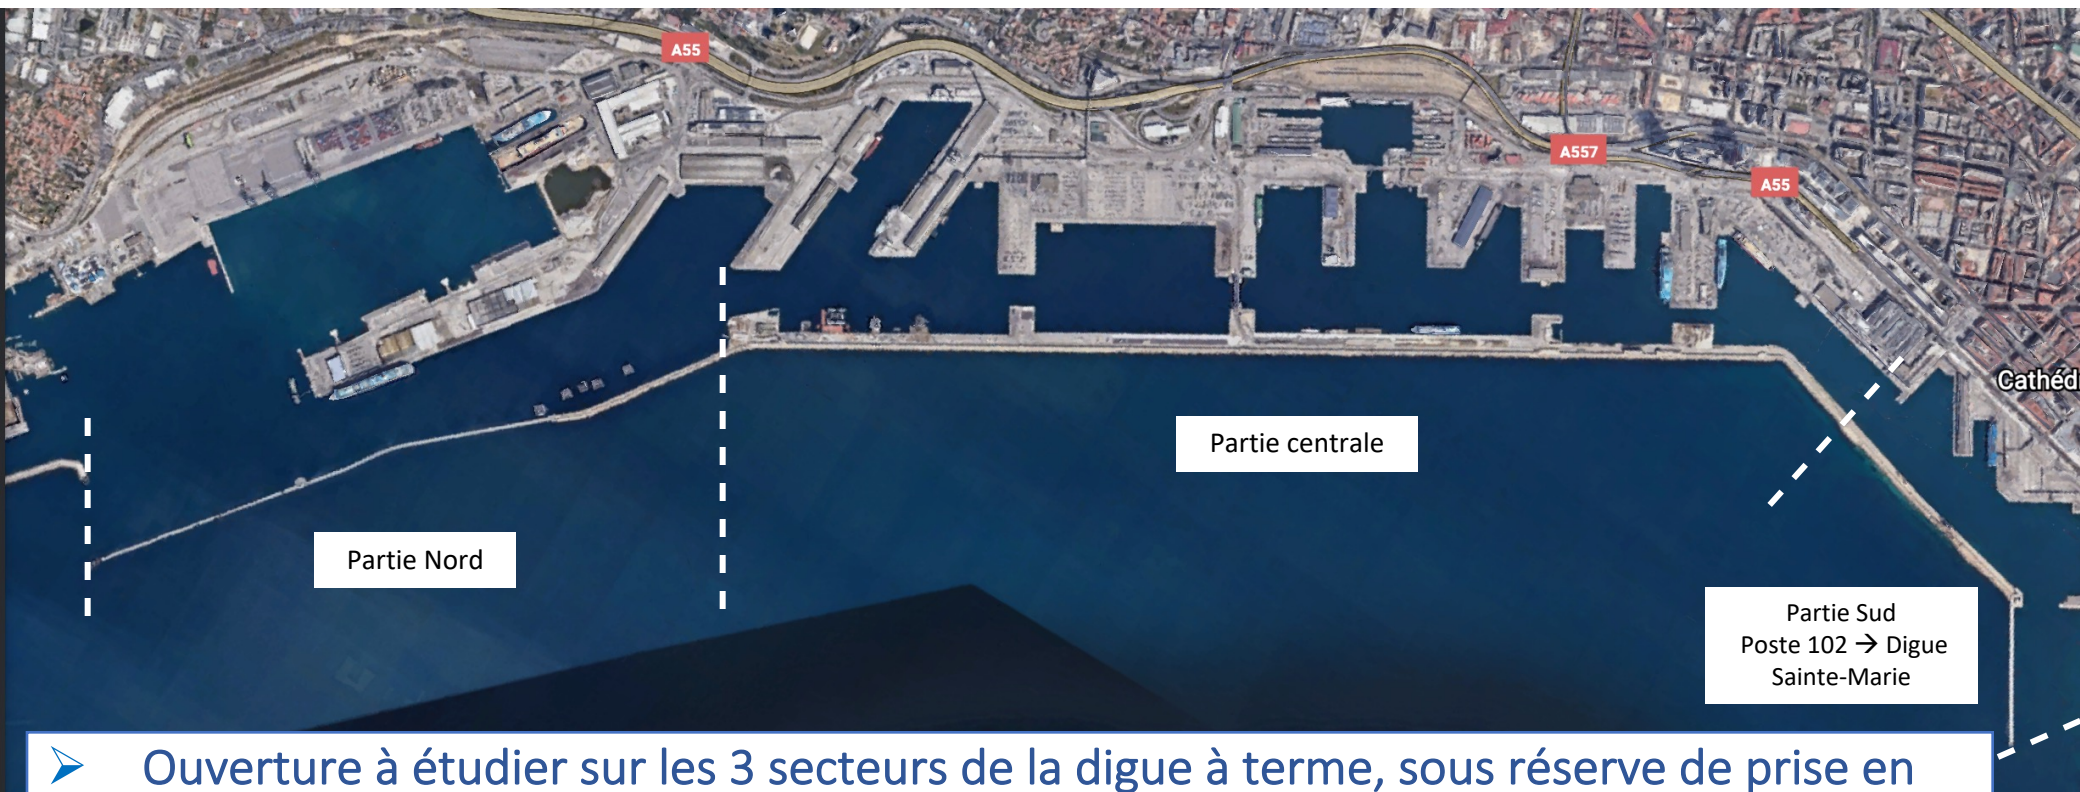 A55
A557
A55
Cathéd
Partie centrale
Partie Nord
Partie Sud
Poste 102 → Digue
Sainte-Marie
➢ Ouverture à étudier sur les 3 secteurs de la digue à terme, sous réserve de prise en